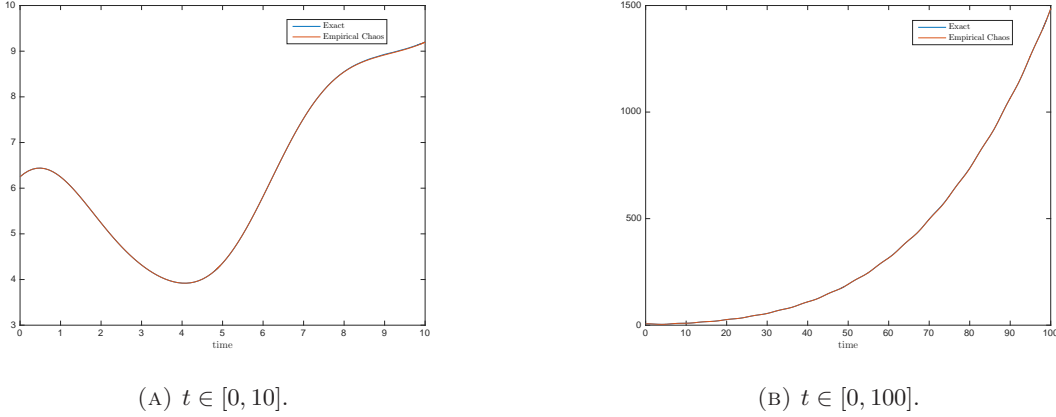 10
9
8
7
6
5
4
3
0 1 2 3 4 5 6 7 8 9 10
time
Exact
Empirical Chaos
(A) t ∈ [0, 10].
1500
1000
500
0
0 10 20 30 40 50 60 70 80 90 100
time
Exact
Empirical Chaos
(B) t ∈ [0, 100].